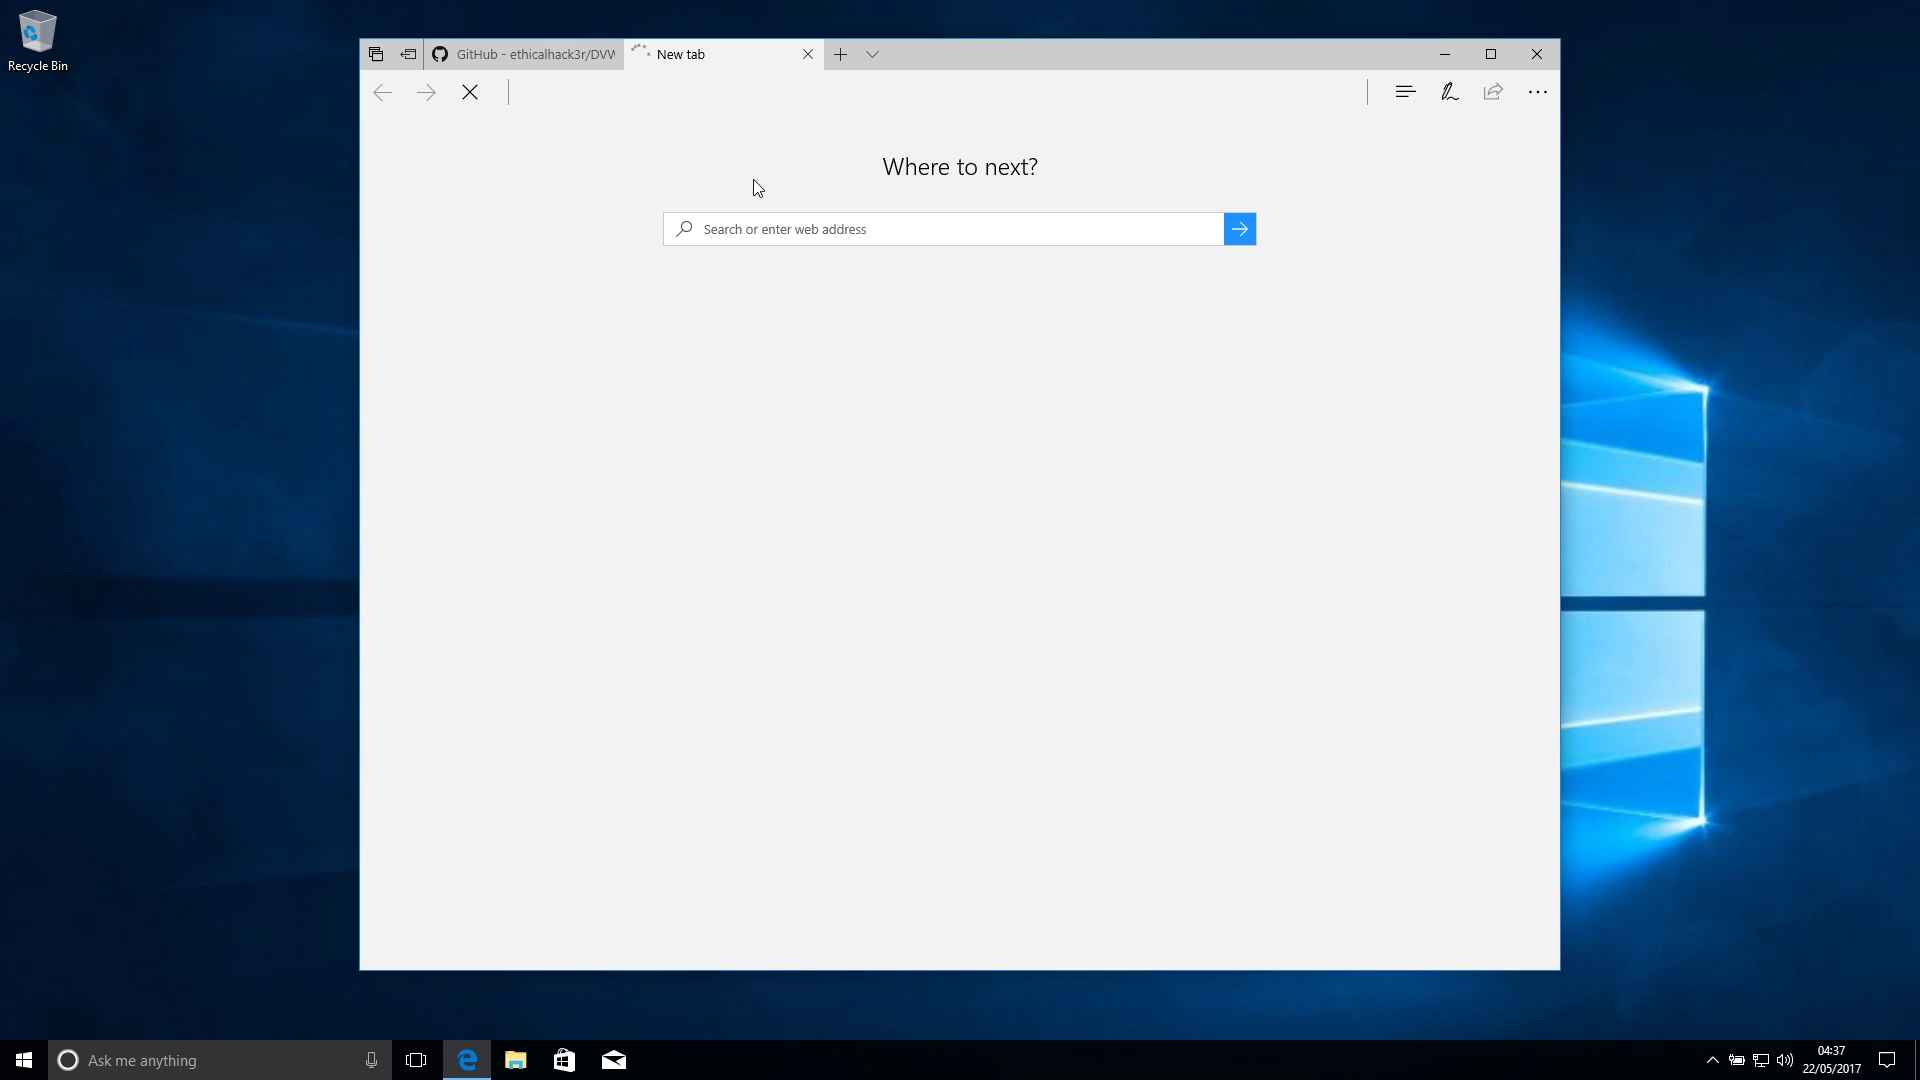 Recycle Bin
GitHub - ethicalhack3r/DVW
New tab
Where to next?
Search or enter web address
Ask me anything
04:37
22/05/2017